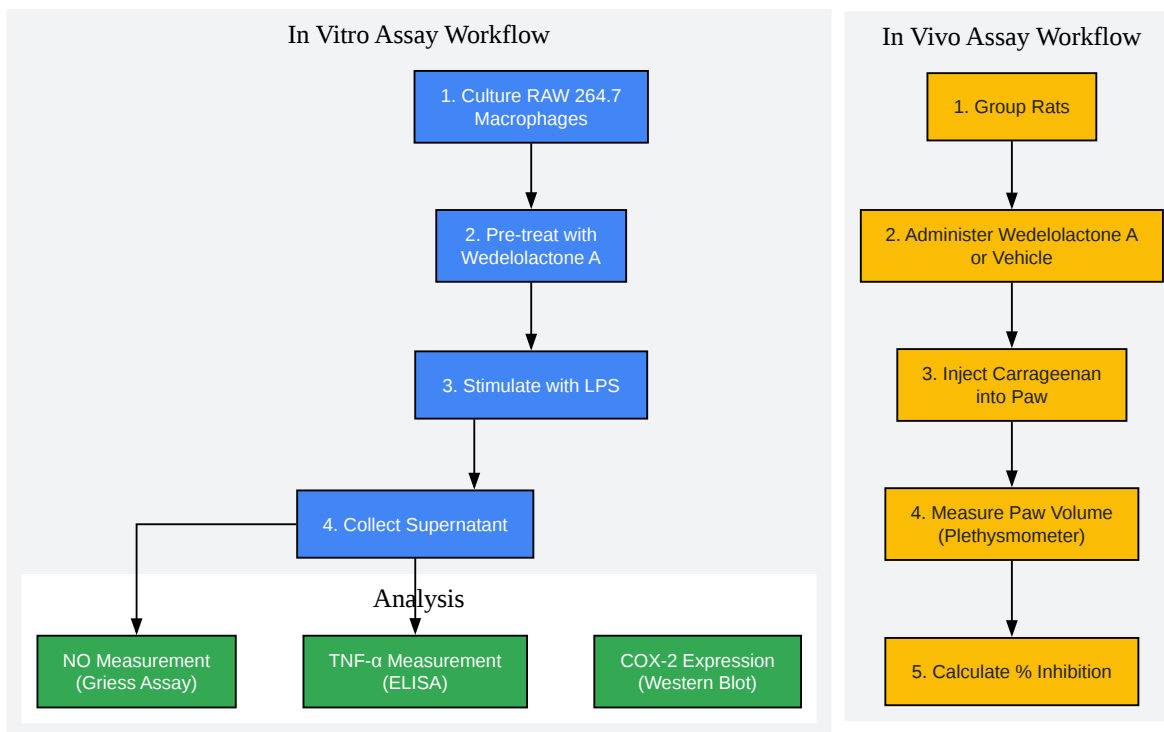 In Vitro Assay Workflow
1. Culture RAW 264.7
Macrophages
2. Pre-treat with
Wedelolactone A
3. Stimulate with LPS
4. Collect Supernatant
Analysis
NO Measurement
(Griess Assay)
TNF-α Measurement
(ELISA)
COX-2 Expression
(Western Blot)
In Vivo Assay Workflow
1. Group Rats
2. Administer Wedelolactone A
or Vehicle
3. Inject Carrageenan
into Paw
4. Measure Paw Volume
(Plethysmometer)
5. Calculate % Inhibition